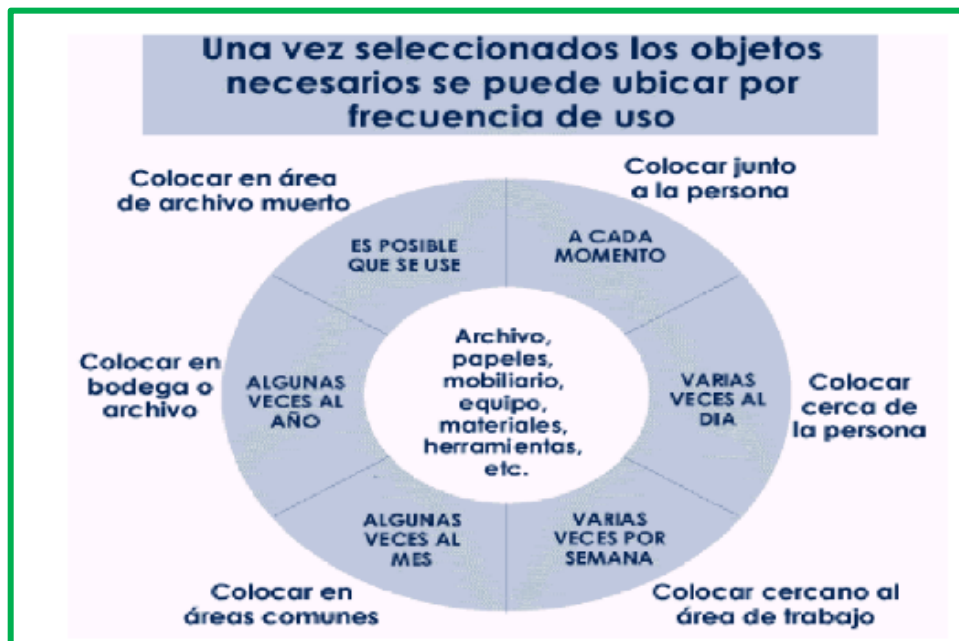 Una vez seleccionados los objetos
necesarios se puede ubicar por
frecuencia de uso
Colocar en área
de archivo muerto
Colocar junto
a la persona
ES POSIBLE
QUE SE USE
A CADA
MOMENTO
Colocar en
bodega o
archivo
ALGUNAS
VECES AL
AÑO
Archivo,
papeles,
mobiliario,
equipo,
materiales,
herramientas,
etc.
VARIAS
VECES AL
DIA
Colocar
cerca de
la persona
ALGUNAS
VECES AL
MES
VARIAS
VECES POR
SEMANA
Colocar en
áreas comunes
Colocar cercano al
área de trabajo